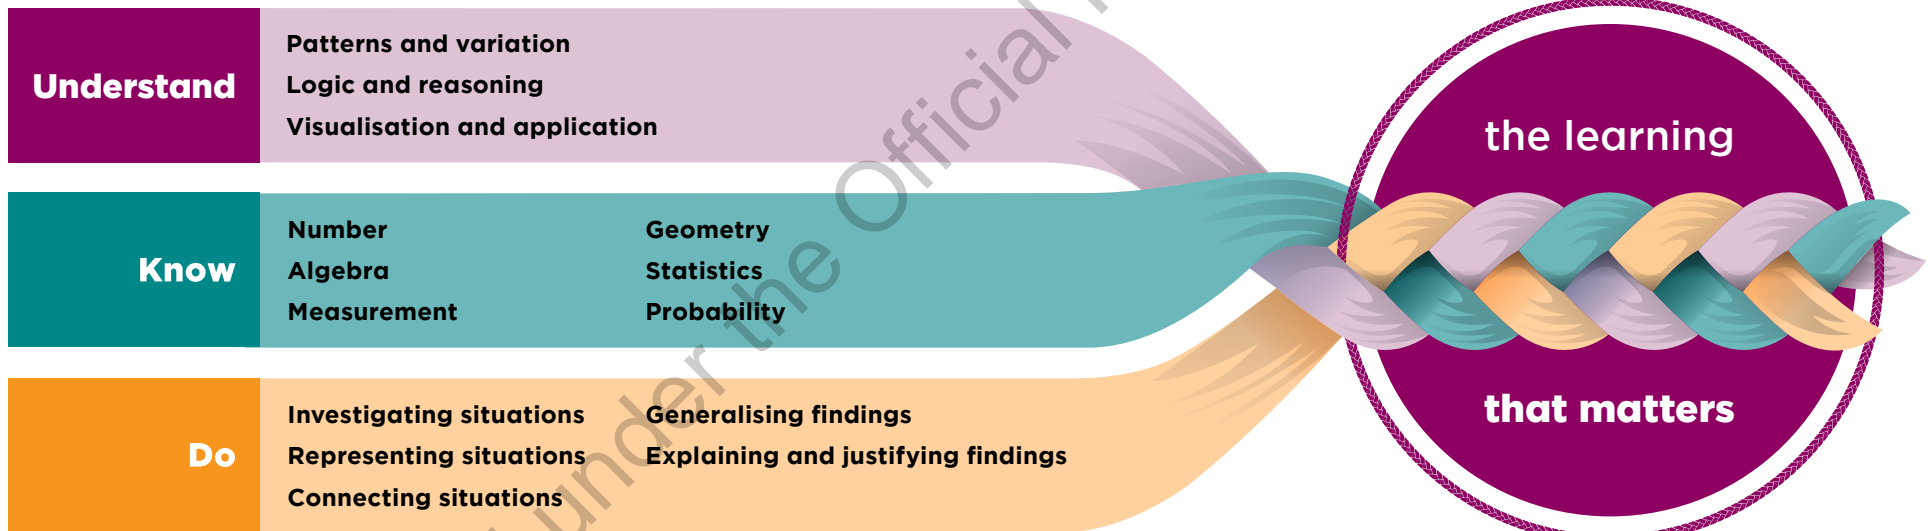 Understand
Patterns and variation
Logic and reasoning
Visualisation and application
Know
Number
Algebra
Measurement
Geometry
Statistics
Probability
Do
Investigating situations
Representing situations
Connecting situations
Generalising findings
Explaining and justifying findings
the learning
that matters
under the Official